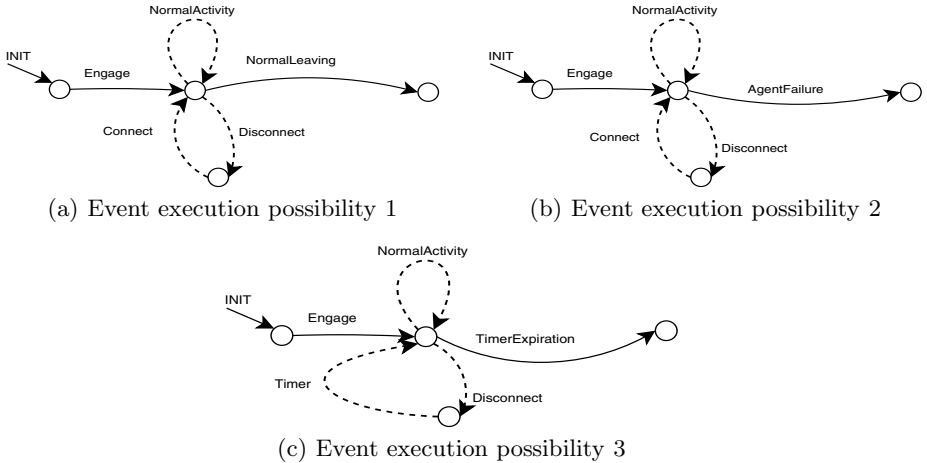 NormalActivity
INIT
Engage
NormalLeaving
Connect
Disconnect
(a) Event execution possibility 1
NormalActivity
INIT
Engage
AgentFailure
Connect
Disconnect
(b) Event execution possibility 2
NormalActivity
INIT
Engage
TimerExpiration
Timer
Disconnect
(c) Event execution possibility 3